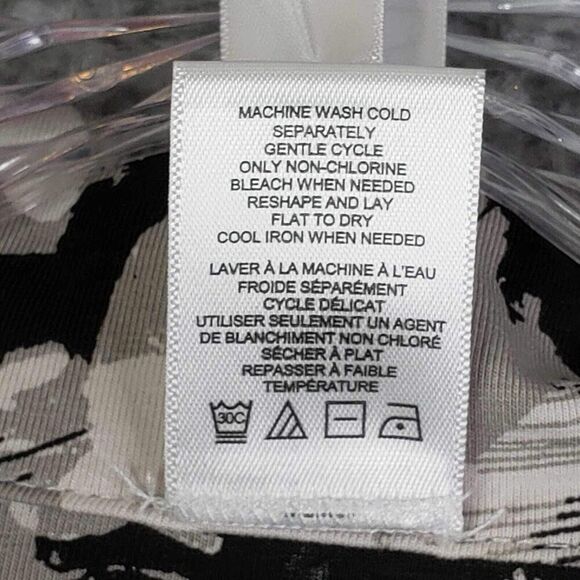 MACHINE WASH COLD
SEPARATELY
GENTLE CYCLE
ONLY NON-CHLORINE
BLEACH WHEN NEEDED
RESHAPE AND LAY
FLAT TO DRY
COOL IRON WHEN NEEDED
LAVER À LA MACHINE À L'EAU
FROIDE SÉPARÉMENT
CYCLE DÉLICAT
UTILISER SEULEMENT UN AGENT
DE BLANCHIMENT NON CHLORÉ
SÉCHER À PLAT
REPASSER À FAIBLE
TEMPÉRATURE
30C